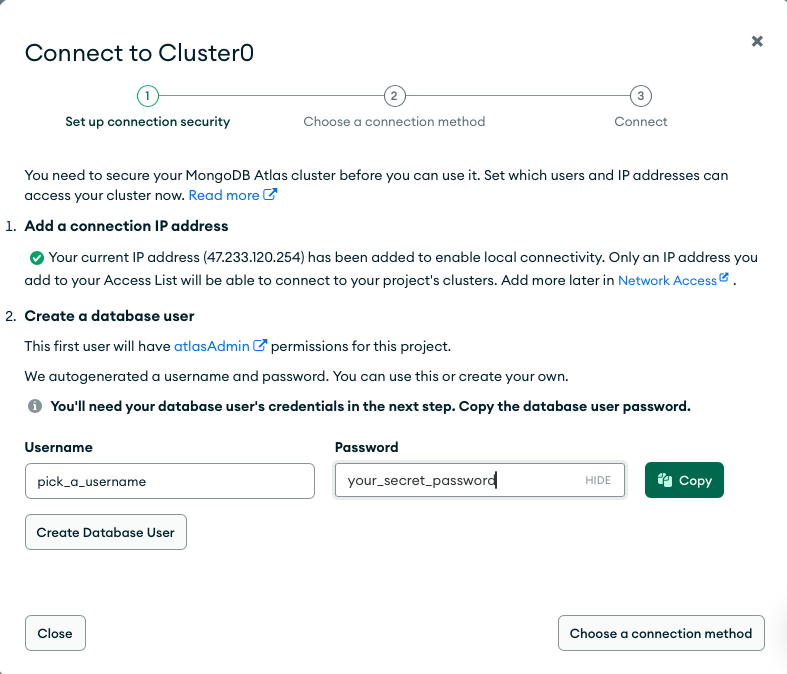 Connect to Cluster0
1
2
3
Set up connection security
Choose a connection method
Connect
You need to secure your MongoDB Atlas cluster before you can use it. Set which users and IP addresses can
access your cluster now. Read more
1. Add a connection IP address
Your current IP address (47.233.120.254) has been added to enable local connectivity. Only an IP address you
add to your Access List will be able to connect to your project's clusters. Add more later in Network Access .
2. Create a database user
This first user will have atlasAdmin permissions for this project.
We autogenerated a username and password. You can use this or create your own.
You'll need your database user's credentials in the next step. Copy the database user password.
Username
Password
pick_a_username
your_secret_password
HIDE
Copy
Create Database User
Close
Choose a connection method